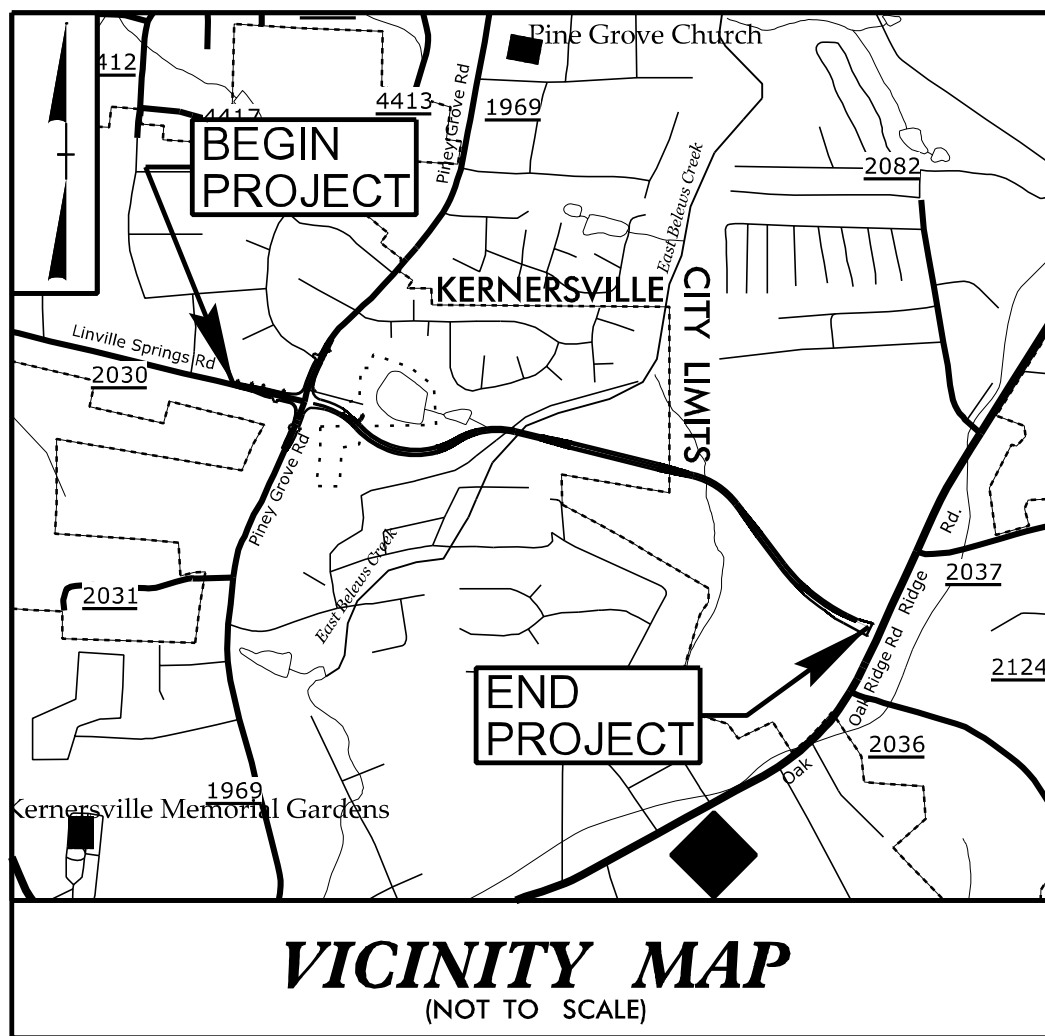 Pine Grove Church
412
4417
4413
1969
Piney Grove Rd
BEGIN
PROJECT
2082
East Belews Creek
KERNERSVILLE
CITY LIMITS
Linville Springs Rd
2030
Piney Grove Rd
East Belews Creek
2031
Rd.
2037
Ridge
Oak Ridge Rd
2124
END
PROJECT
2036
Oak
1969
Kernersville Memorial Gardens
VICINITY MAP
(NOT TO SCALE)